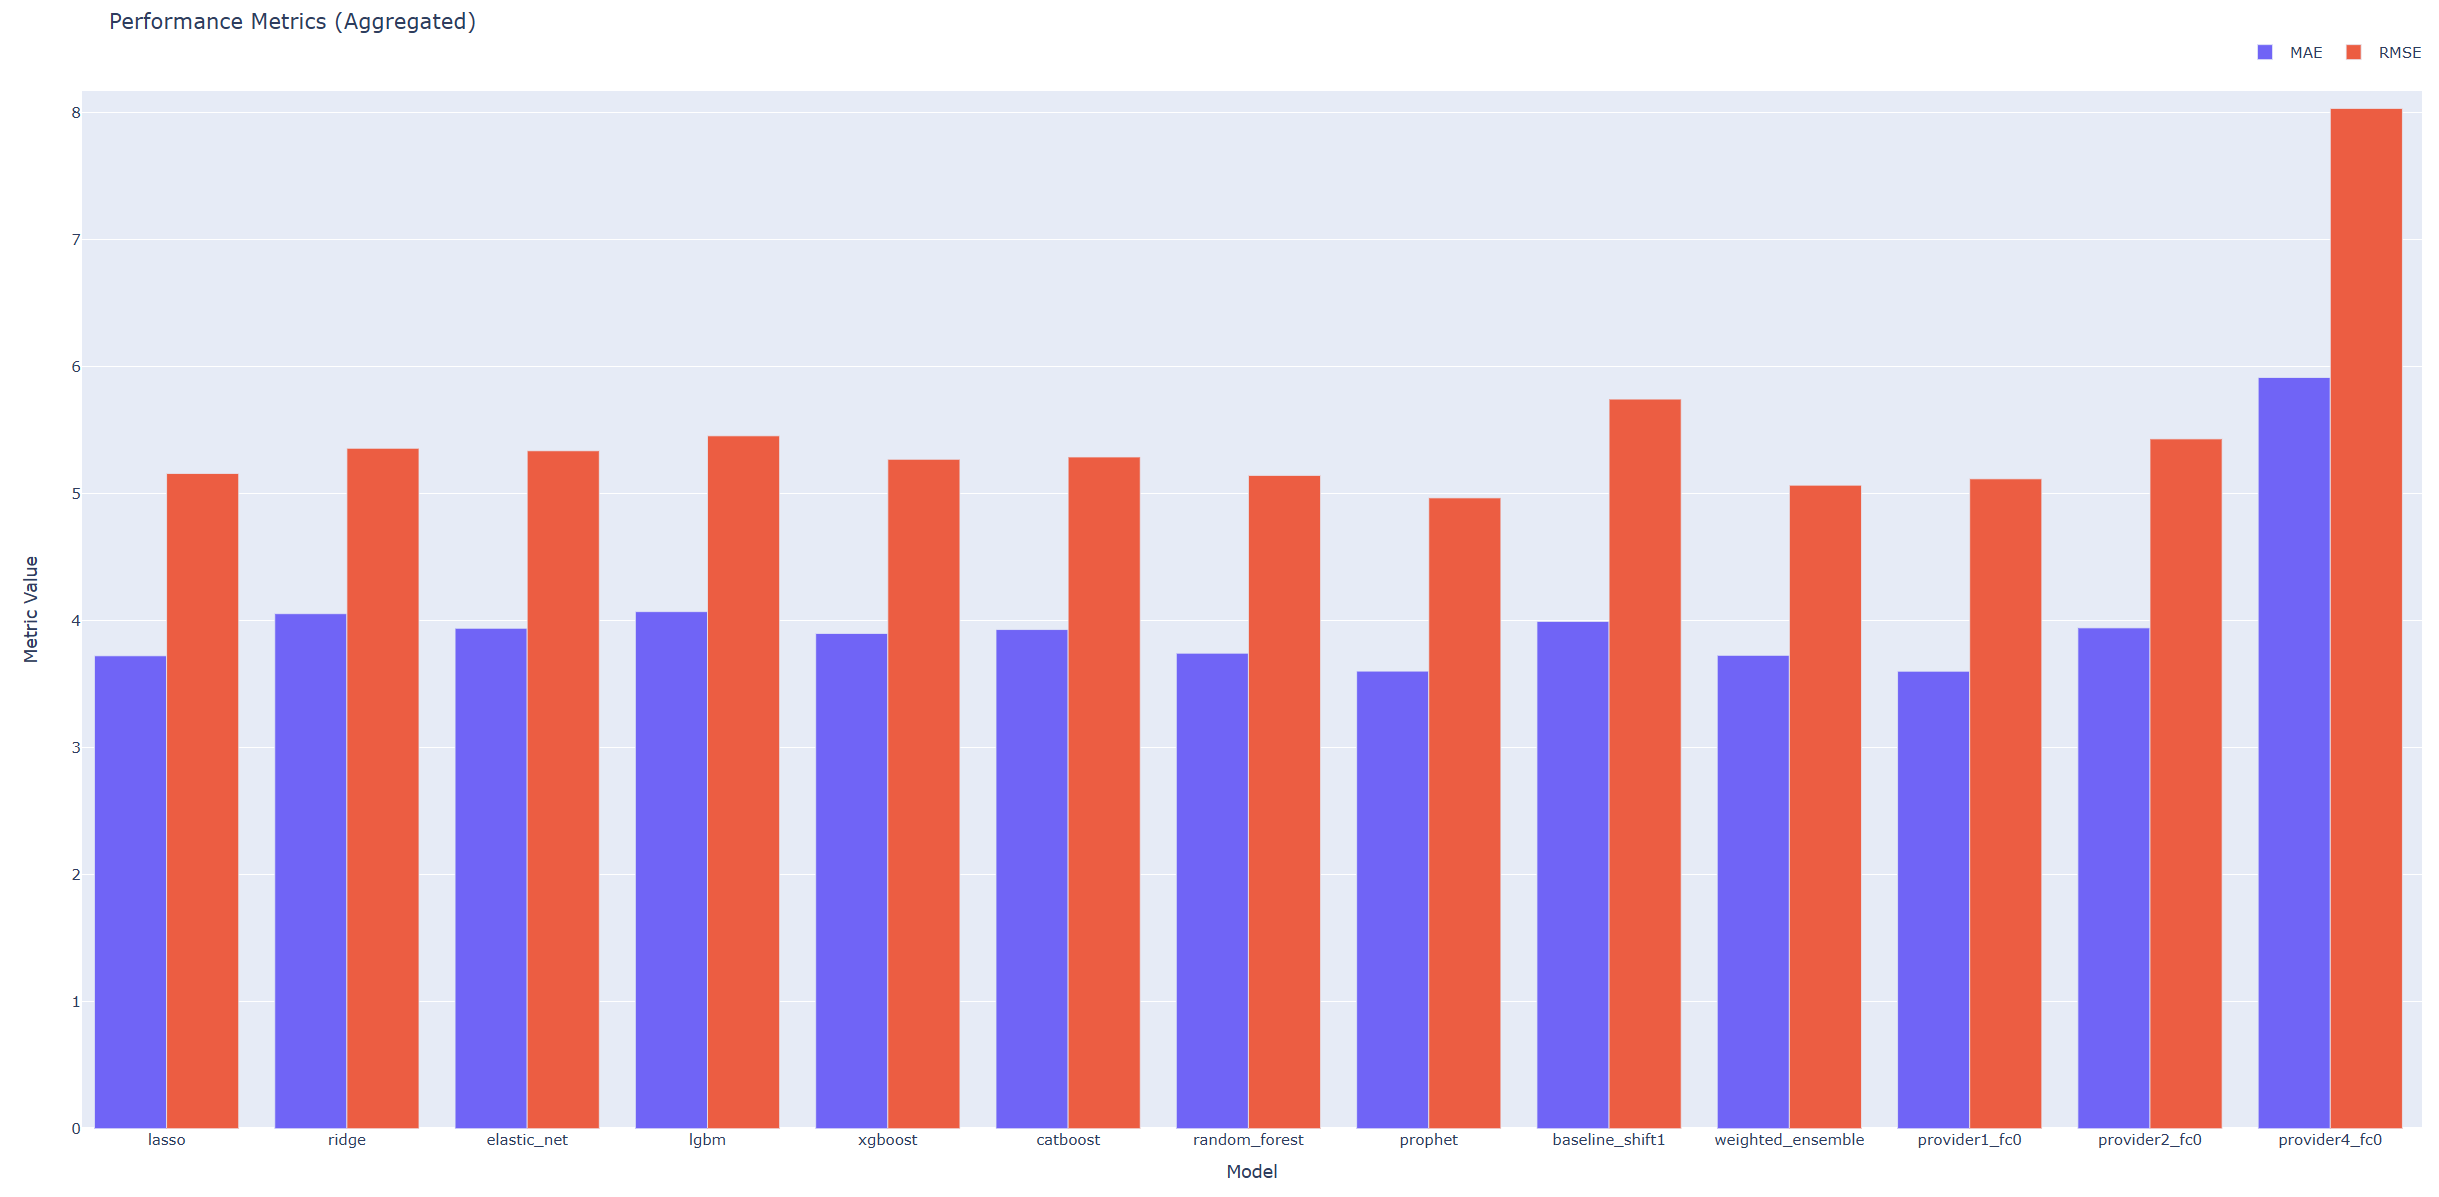 Performance Metrics (Aggregated)
MAE RMSE
8
7
6
5
4
3
2
1
0
Metric Value
lasso ridge elastic_net lgbm xgboost catboost random_forest prophet baseline_shift1 weighted_ensemble provider1_fc0 provider2_fc0 provider4_fc0
Model